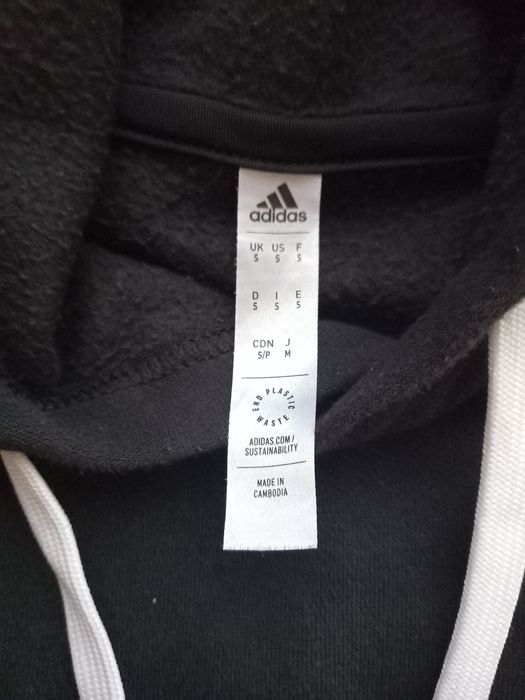 adidas
UK US F
S S S
D I E
S S S
CDN J
S/P M
END PLASTIC WASTE
ADIDAS.COM/
SUSTAINABILITY
MADE IN
CAMBODIA